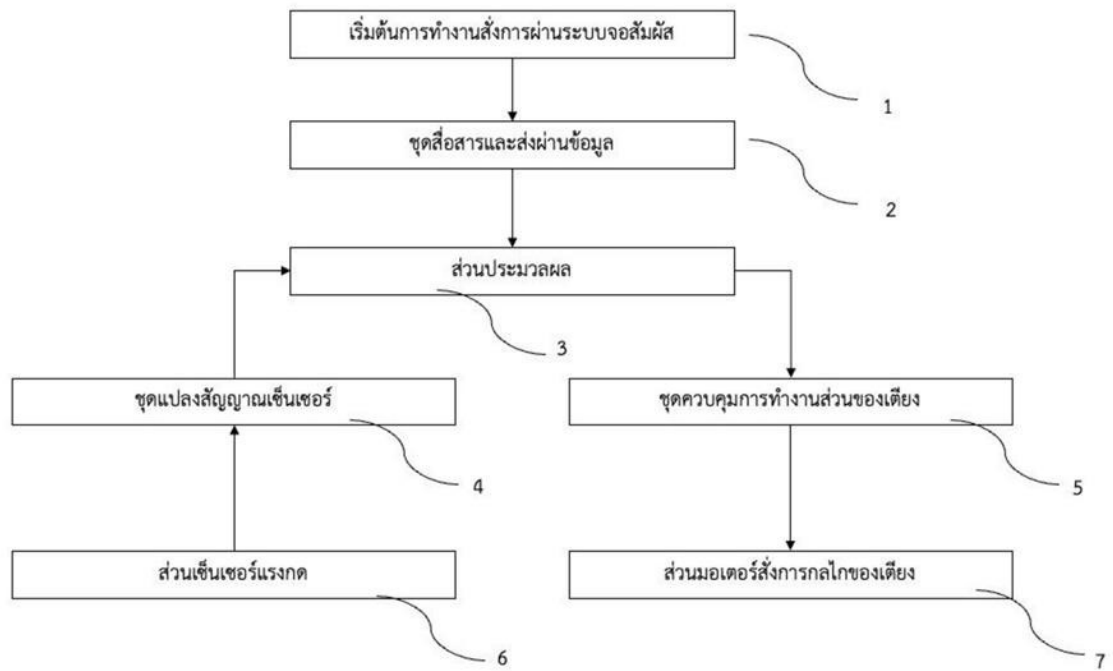 เริ่มต้นการทำงานสั่งการผ่านระบบจอสัมผัส
1
ชุดสื่อสารและส่งผ่านข้อมูล
2
ส่วนประมวลผล
3
ชุดแปลงสัญญาณเซ็นเซอร์
4
ชุดควบคุมการทำงานส่วนของเตียง
5
ส่วนเซ็นเซอร์แรงกด
6
ส่วนมอเตอร์สั่งการกลไกของเตียง
7